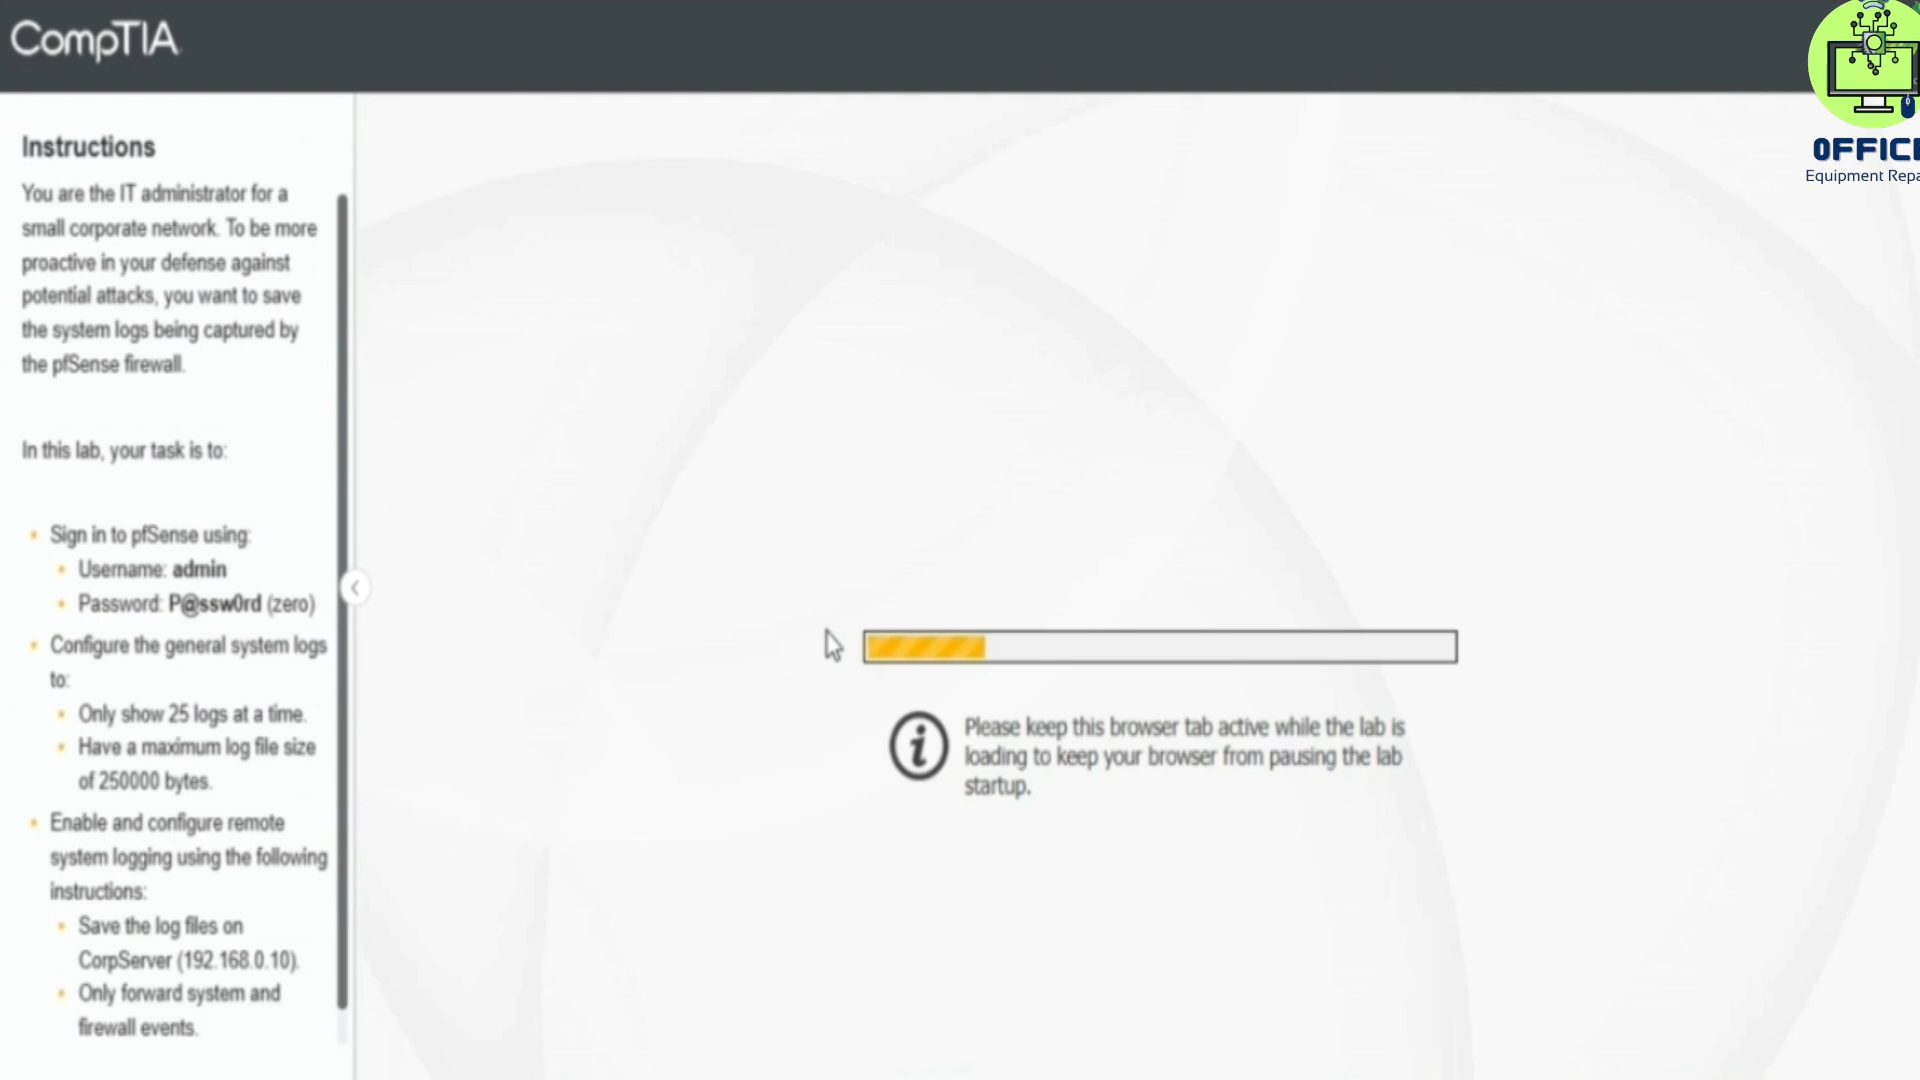 CompTIA
Instructions
You are the IT administrator for a
small corporate network. To be more
proactive in your defense against
potential attacks, you want to save
the system logs being captured by
the pfSense firewall.
In this lab, your task is to:
Sign in to pfSense using:
Username: admin
Password: P@ssw0rd (zero)
Configure the general system logs
to:
Only show 25 logs at a time.
Have a maximum log file size
of 250000 bytes.
Enable and configure remote
system logging using the following
instructions:
Save the log files on
CorpServer (192.168.0.10).
Only forward system and
firewall events.
Please keep this browser tab active while the lab is
loading to keep your browser from pausing the lab
startup.
OFFICE
Equipment Repa